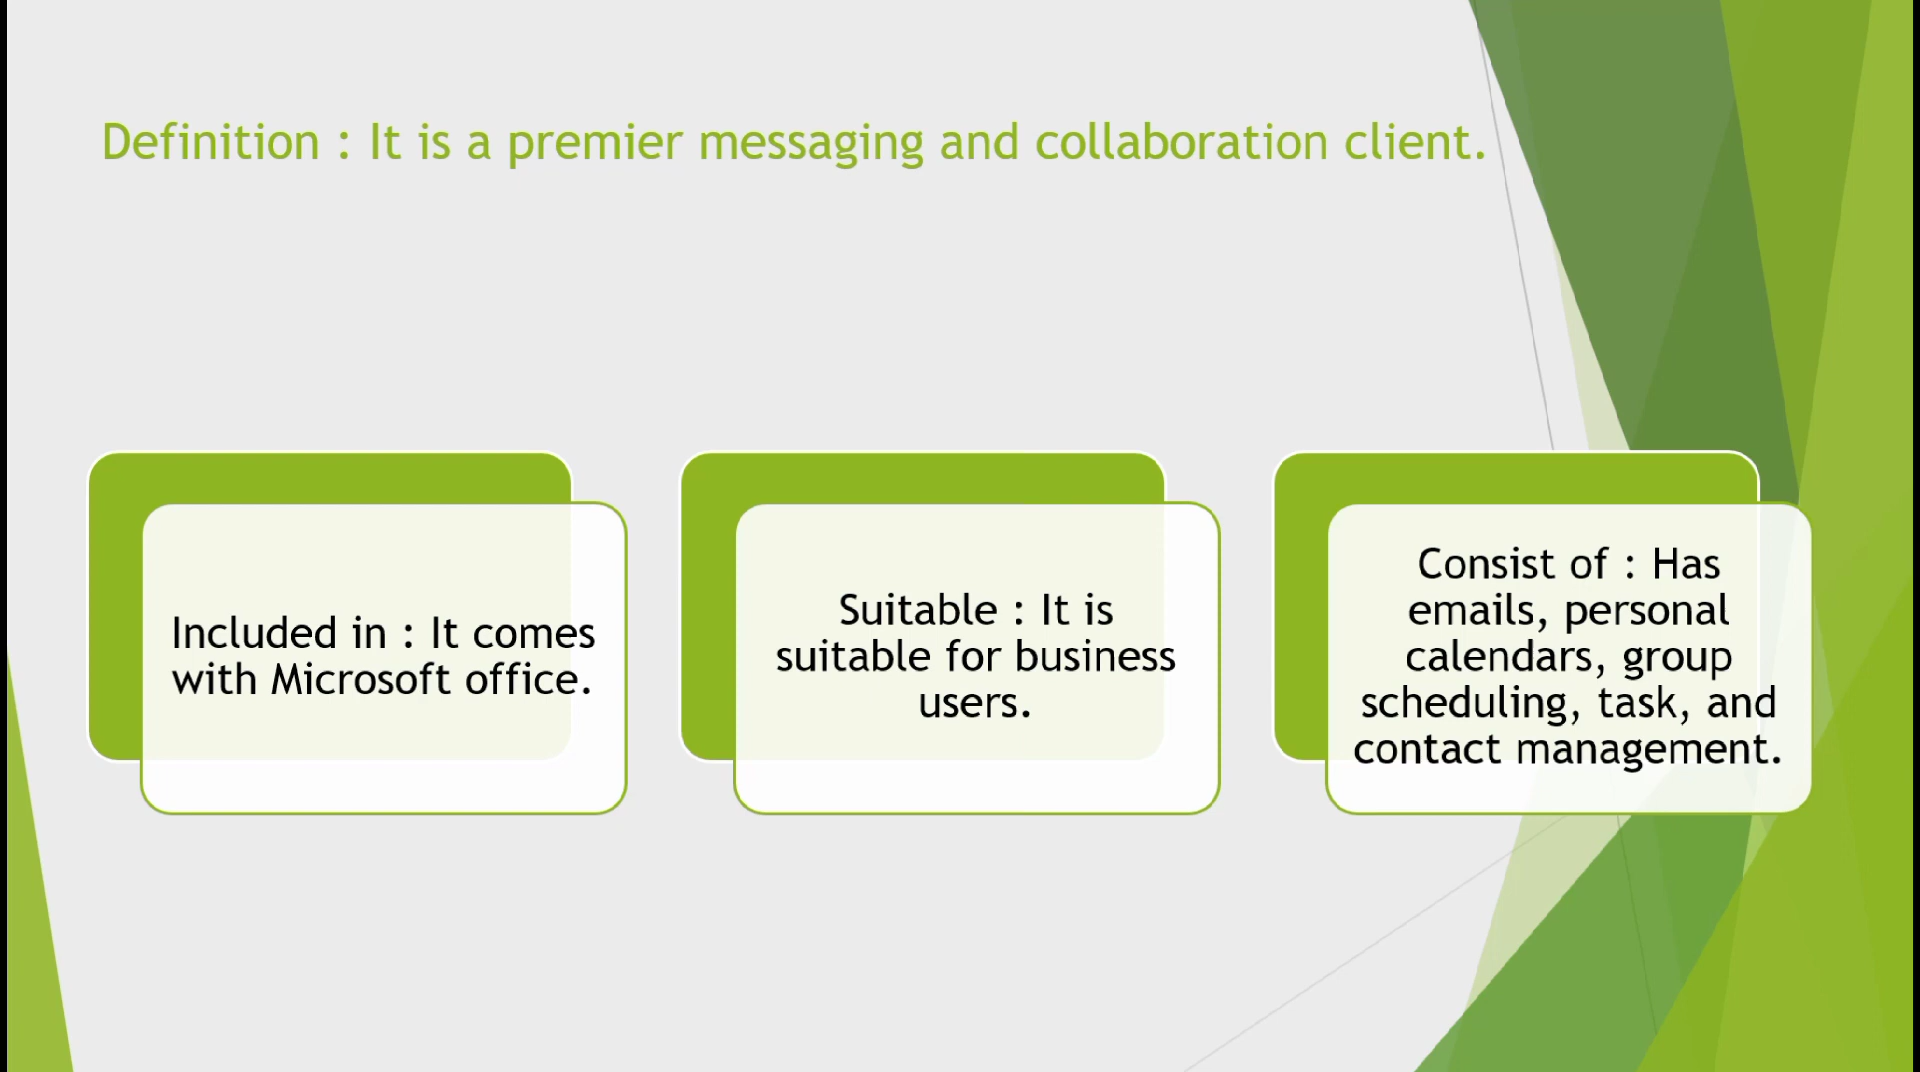 Definition : It is a premier messaging and collaboration client.
Included in : It comes
with Microsoft office.
Suitable : It is
suitable for business
users.
Consist of : Has
emails, personal
calendars, group
scheduling, task, and
contact management.